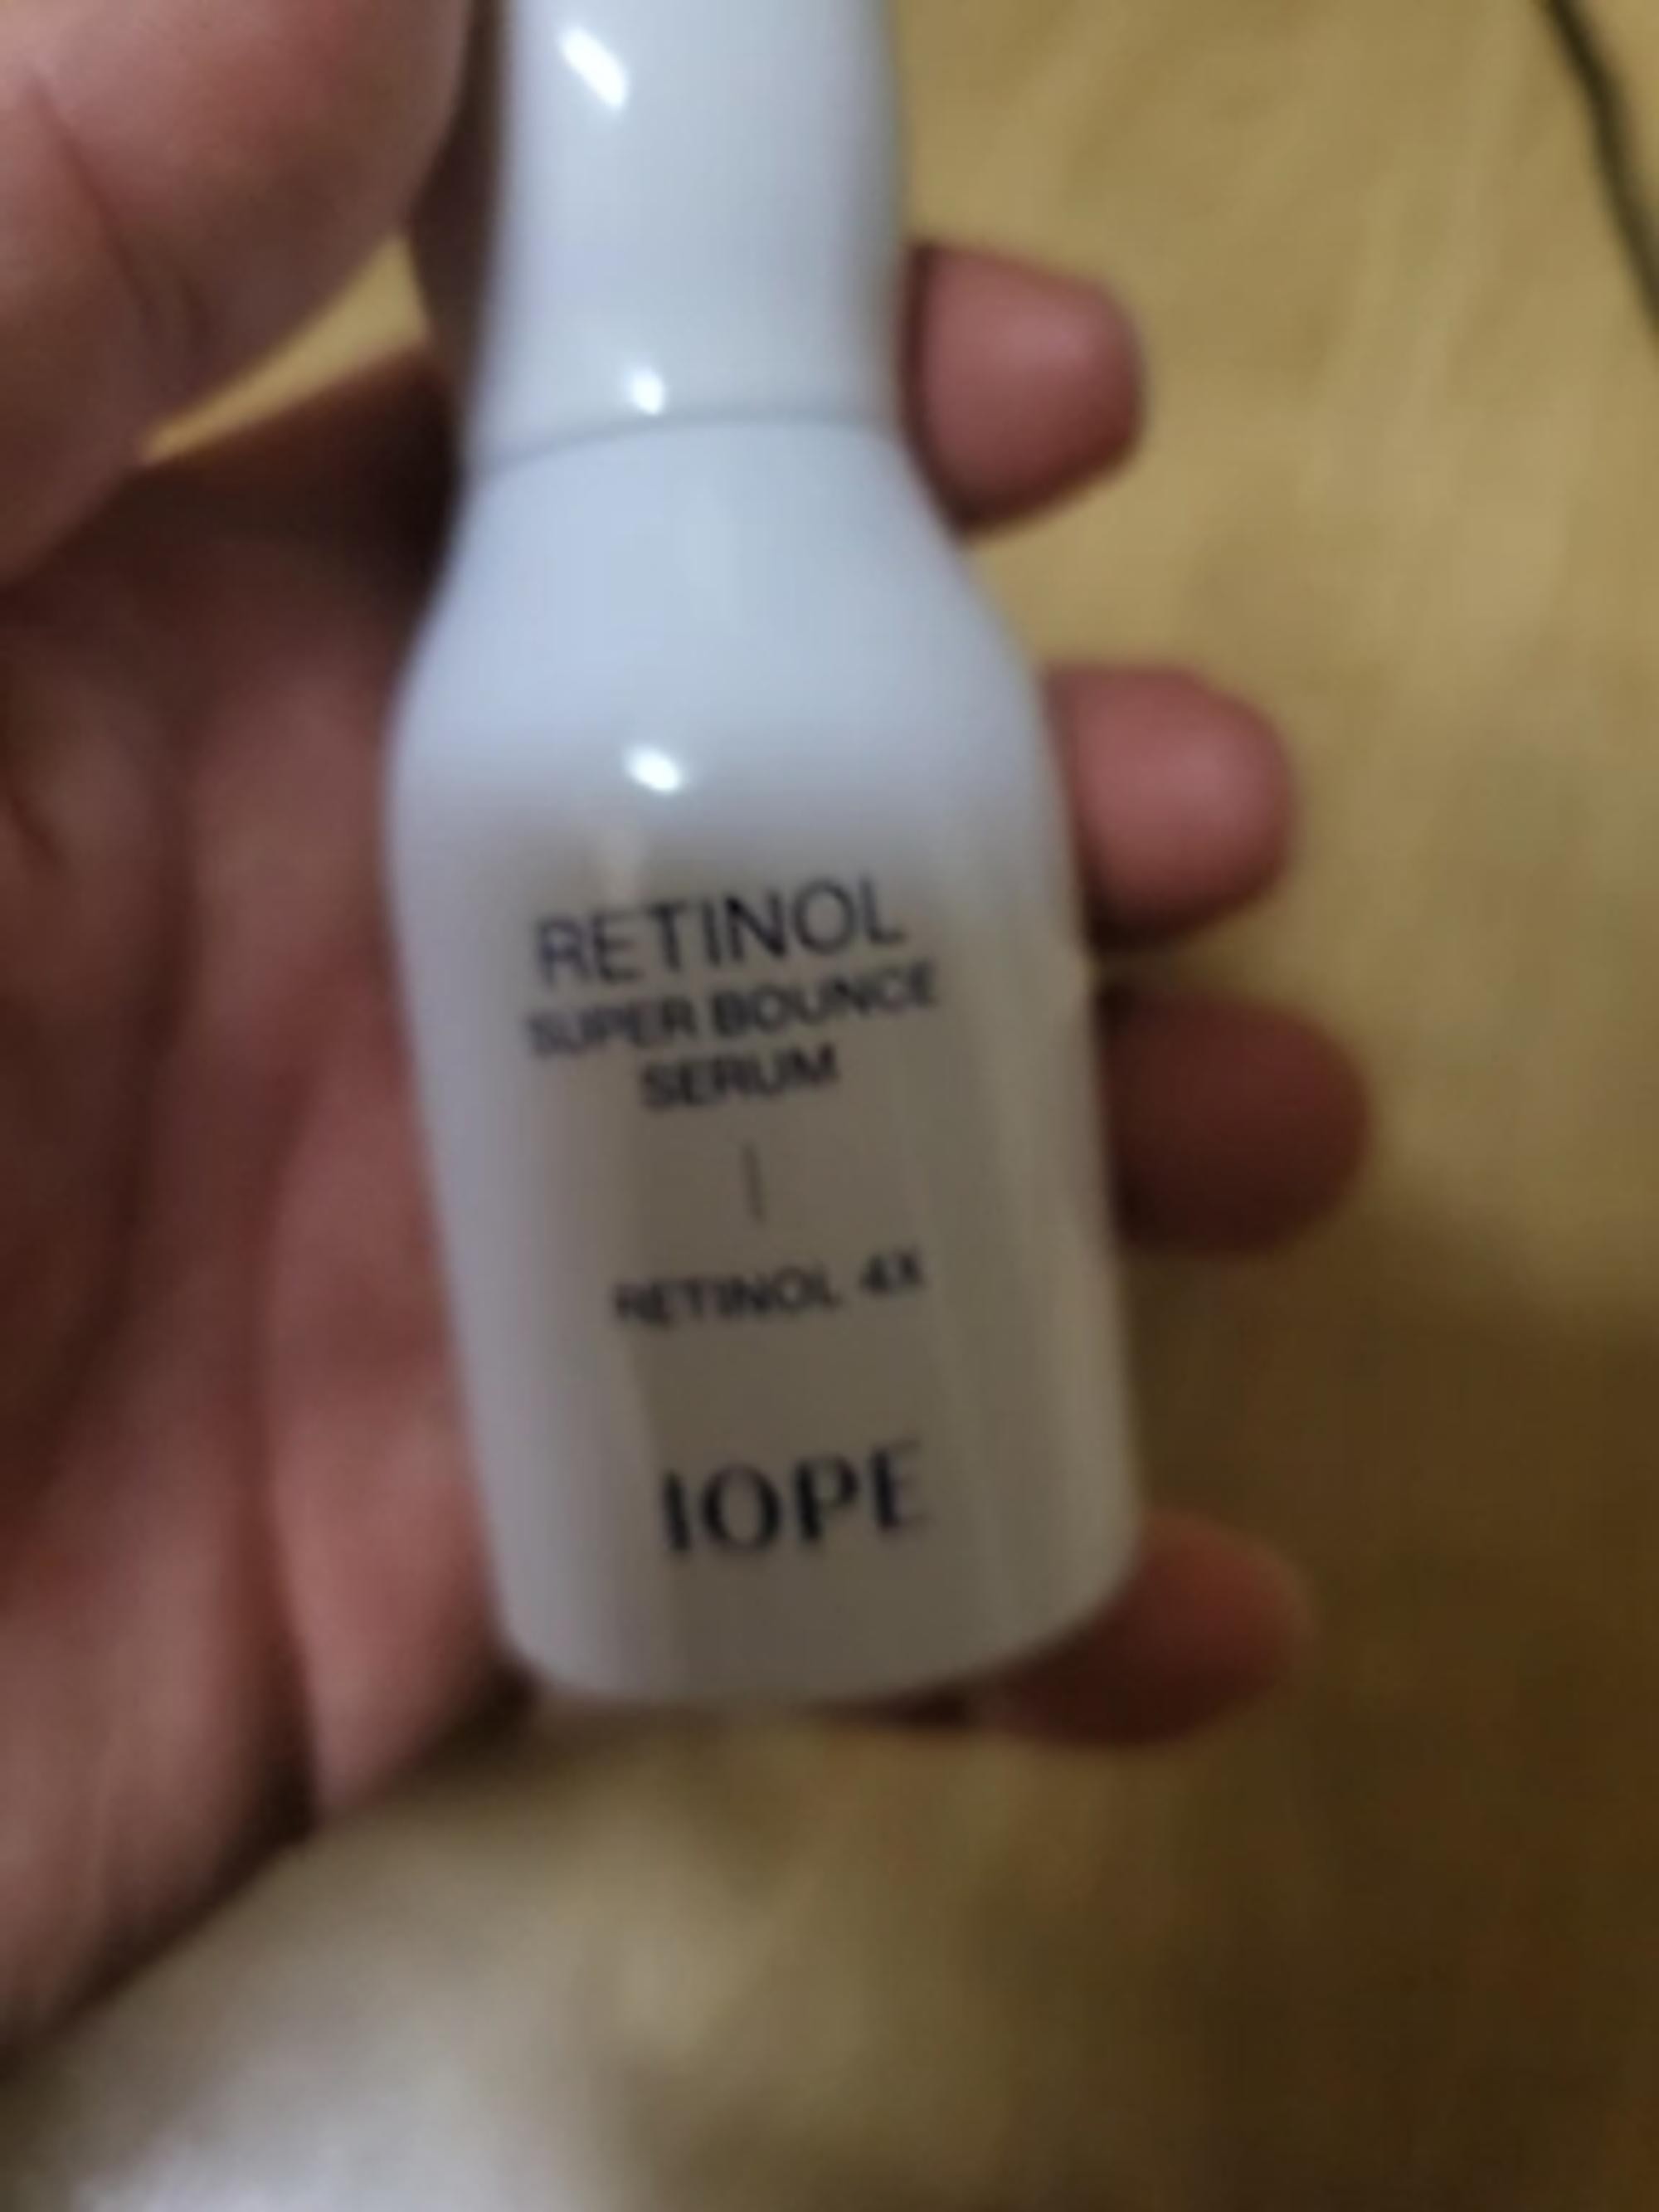 RETINOL
SUPER BOUNCE
SERUM
RETINOL 4X
IOPE